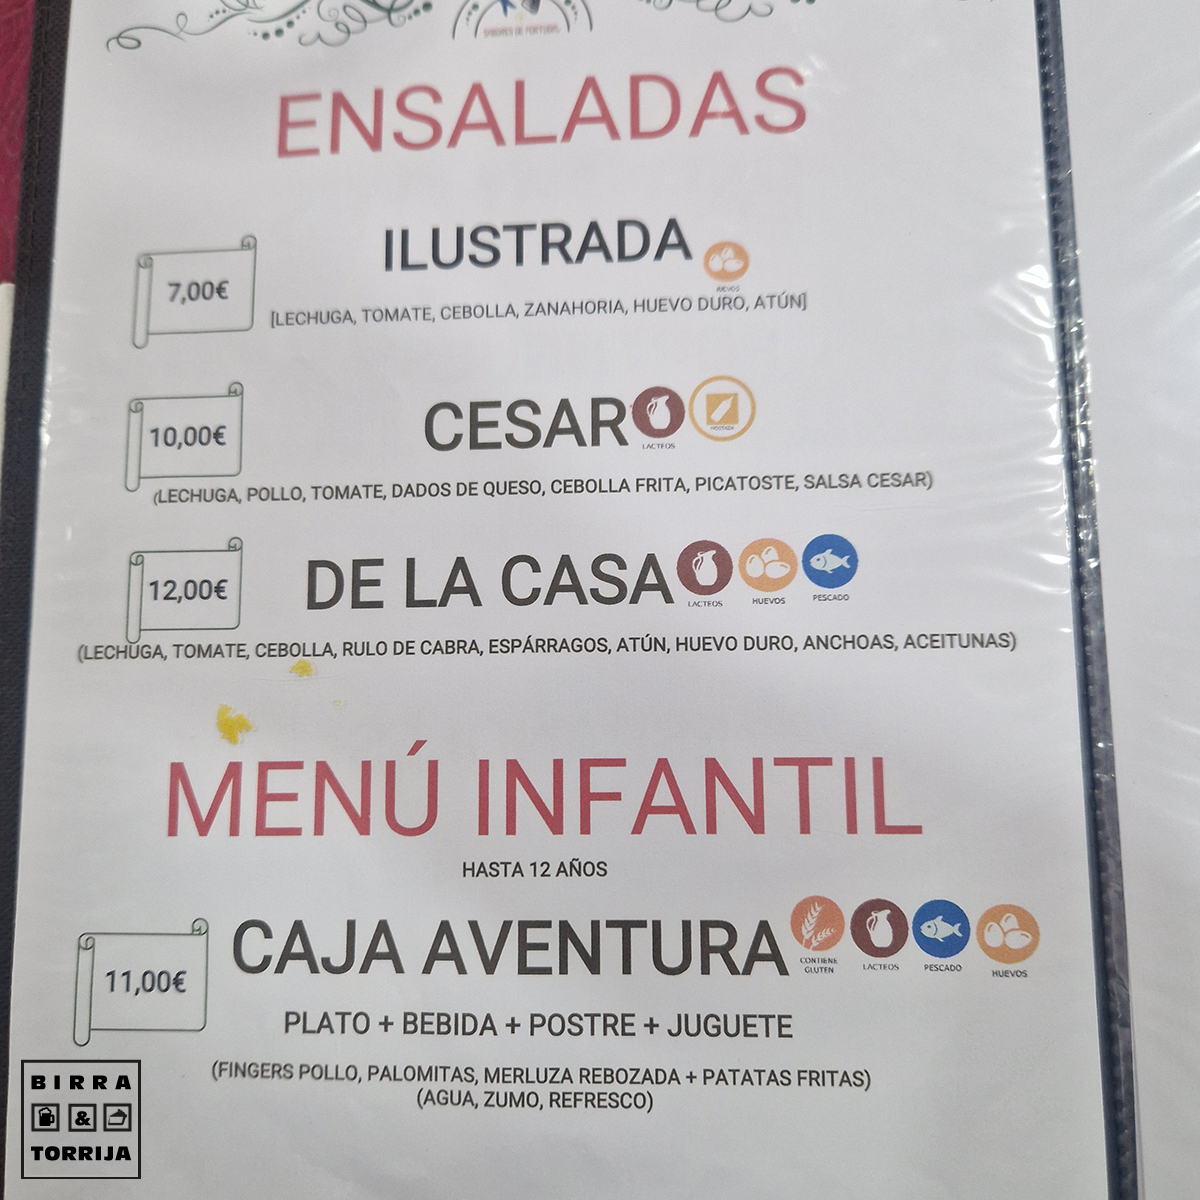 SABORES DE PORTUGAL
ENSALADAS
ILUSTRADA
HUEVOS
7,00€
[LECHUGA, TOMATE, CEBOLLA, ZANAHORIA, HUEVO DURO, ATÚN]
CESAR
LACTEOS
MOSTAZA
10,00€
(LECHUGA, POLLO, TOMATE, DADOS DE QUESO, CEBOLLA FRITA, PICATOSTE, SALSA CESAR)
DE LA CASA
LACTEOS
HUEVOS
PESCADO
12,00€
(LECHUGA, TOMATE, CEBOLLA, RULO DE CABRA, ESPÁRRAGOS, ATÚN, HUEVO DURO, ANCHOAS, ACEITUNAS)
MENÚ INFANTIL
HASTA 12 AÑOS
CAJA AVENTURA
CONTIENE
GLUTEN
LACTEOS
PESCADO
HUEVOS
11,00€
PLATO + BEBIDA + POSTRE + JUGUETE
(FINGERS POLLO, PALOMITAS, MERLUZA REBOZADA + PATATAS FRITAS)
(AGUA, ZUMO, REFRESCO)
BIRRA
&
TORRIJA